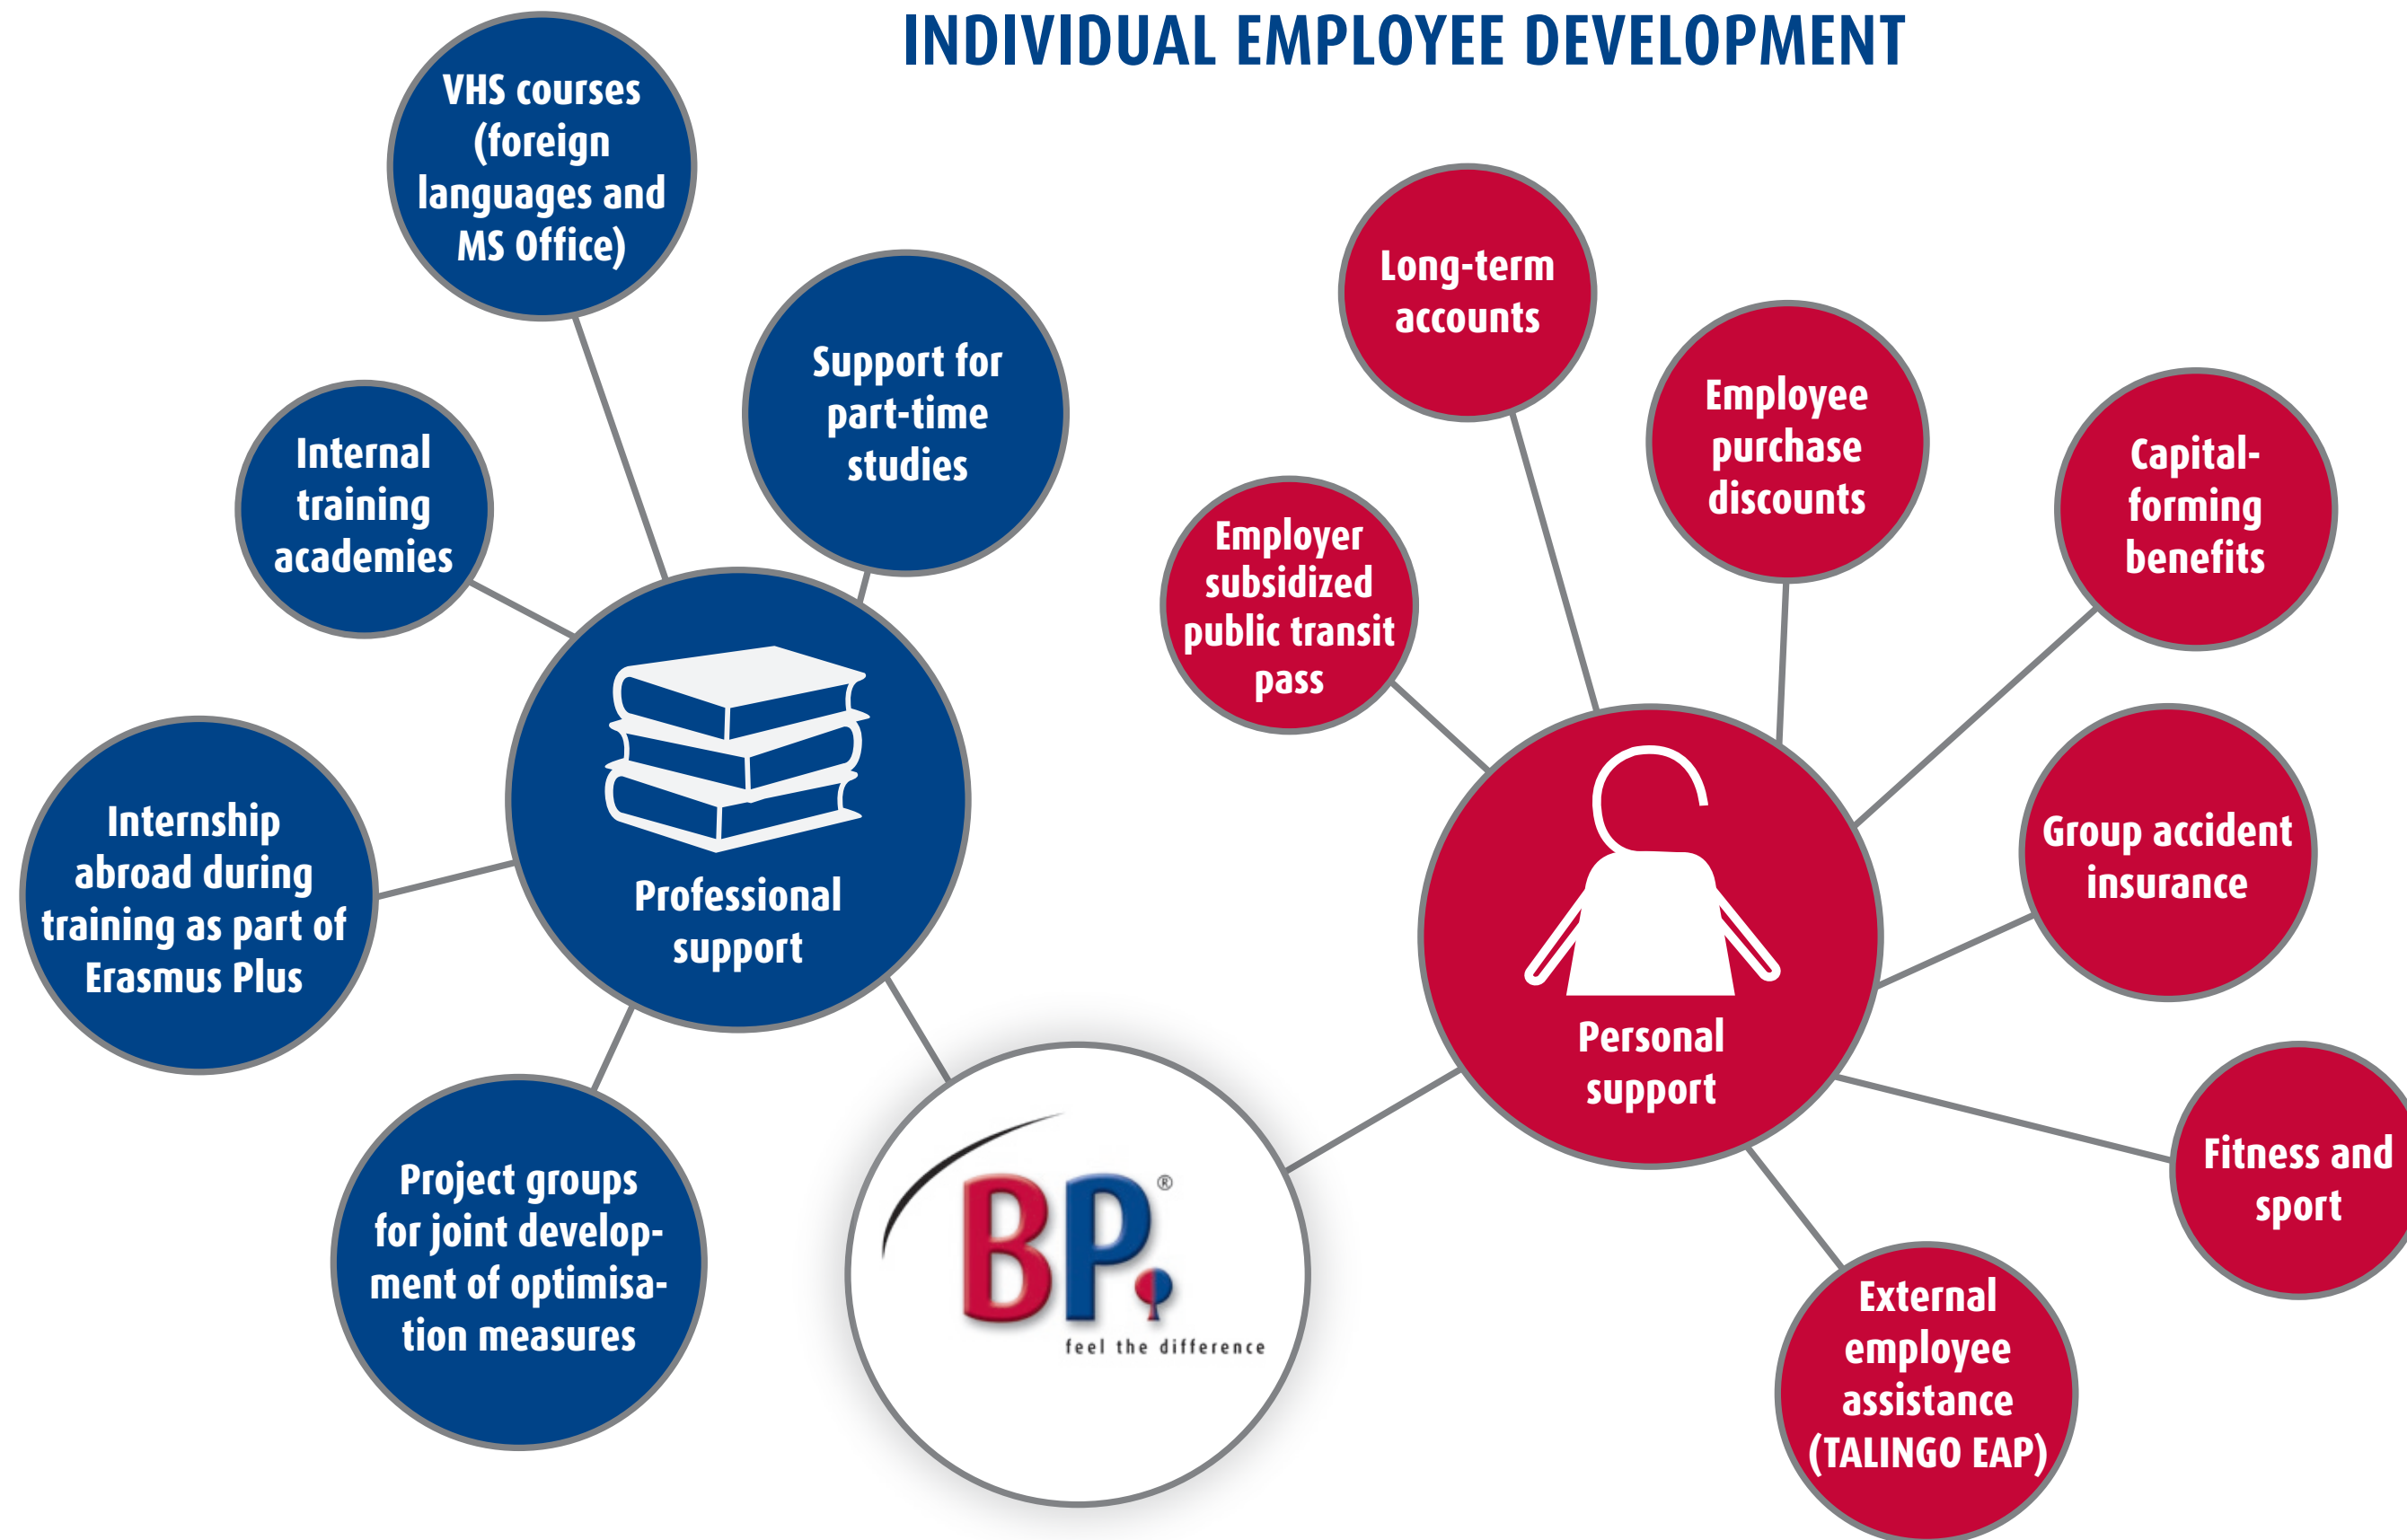 INDIVIDUAL EMPLOYEE DEVELOPMENT
VHS courses
(foreign
languages and
MS Office)
Support for
part-time
studies
Internal
training
academies
Internship
abroad during
training as part of
Erasmus Plus
Project groups
for joint develop-
ment of optimisa-
tion measures
Professional
support
BP®
feel the difference
Employer
subsidized
public transit
pass
Long-term
accounts
Employee
purchase
discounts
Capital-
forming
benefits
Group accident
insurance
Fitness and
sport
External
employee
assistance
(TALINGO EAP)
Personal
support